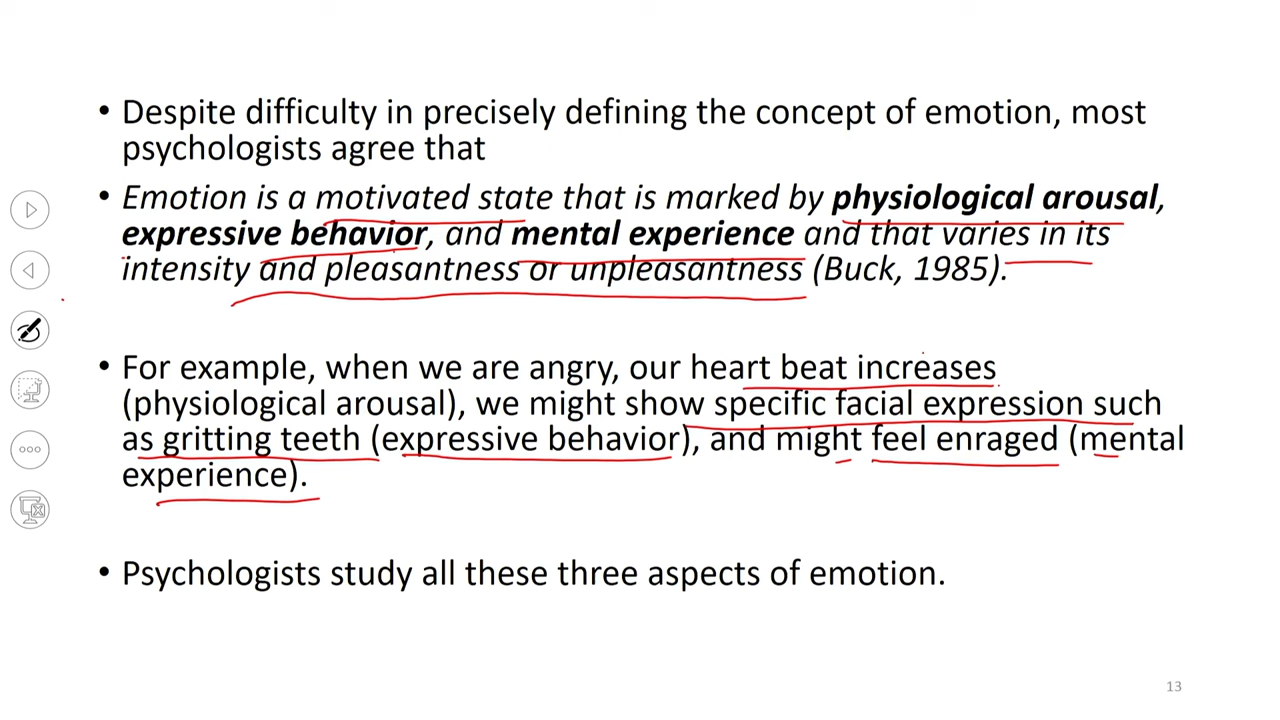 • Despite difficulty in precisely defining the concept of emotion, most
psychologists agree that
• Emotion is a motivated state that is marked by physiological arousal,
expressive behavior, and mental experience and that varies in its
intensity and pleasantness or unpleasantness (Buck, 1985).
• For example, when we are angry, our heart beat increases
(physiological arousal), we might show specific facial expression such
as gritting teeth (expressive behavior), and might feel enraged (mental
experience).
• Psychologists study all these three aspects of emotion.
13